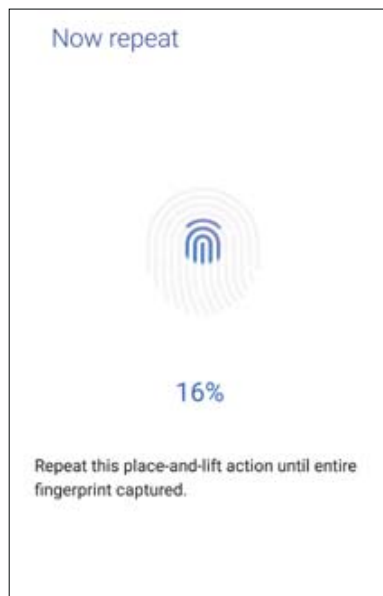 Now repeat
16%
Repeat this place-and-lift action until entire
fingerprint captured.